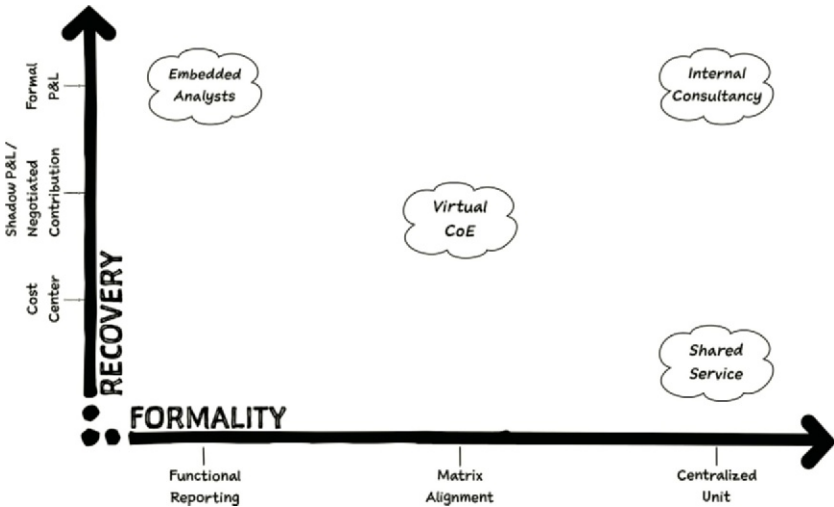 Formal
P&L
Shadow P&L/
Negotiated
Contribution
Cost
Center
RECOVERY
Embedded
Analysts
Internal
Consultancy
Virtual
CoE
Shared
Service
FORMALITY
Functional
Reporting
Matrix
Alignment
Centralized
Unit